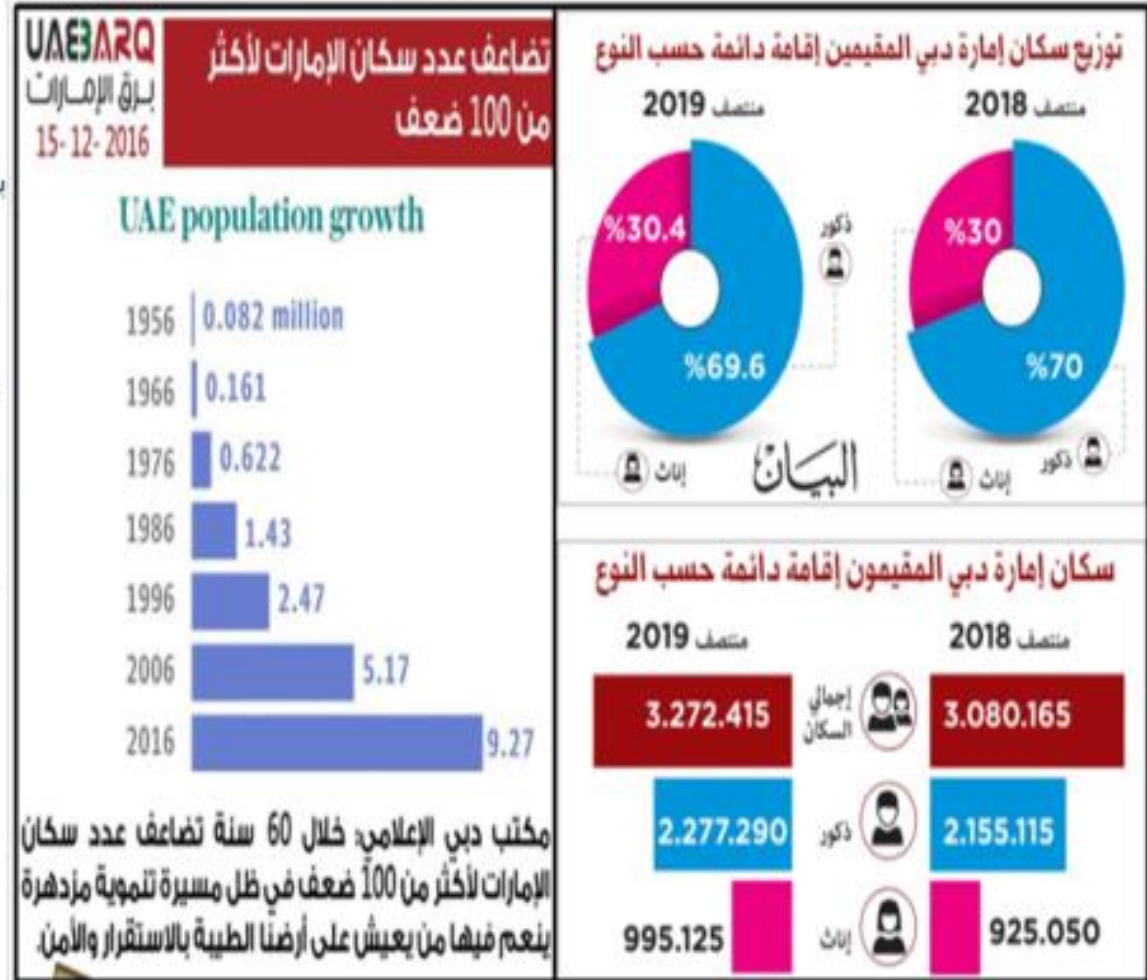 UAEBARQ
برق الإمارات
15-12-2016
تضاعف عدد سكان الإمارات لأكثر
من 100 ضعف
UAE population growth
1956 0.082 million
1966 0.161
1976 0.622
1986 1.43
1996 2.47
2006 5.17
2016 9.27
مكتب دبي الإعلامي: خلال 60 سنة تضاعف عدد سكان
الإمارات لأكثر من 100 ضعف في ظل مسيرة تنموية مزدهرة
ينعم فيها من يعيش على أرضنا الطيبة بالاستقرار والأمن.
توزيع سكان إمارة دبي المقيمين إقامة دائمة حسب النوع
منتصف 2018
منتصف 2019
%30
%70
ذكور
إناث
%30.4
%69.6
ذكور
إناث
البيان
سكان إمارة دبي المقيمون إقامة دائمة حسب النوع
منتصف 2018
منتصف 2019
3.080.165
إجمالي
السكان
3.272.415
2.155.115
ذكور
2.277.290
925.050
إناث
995.125